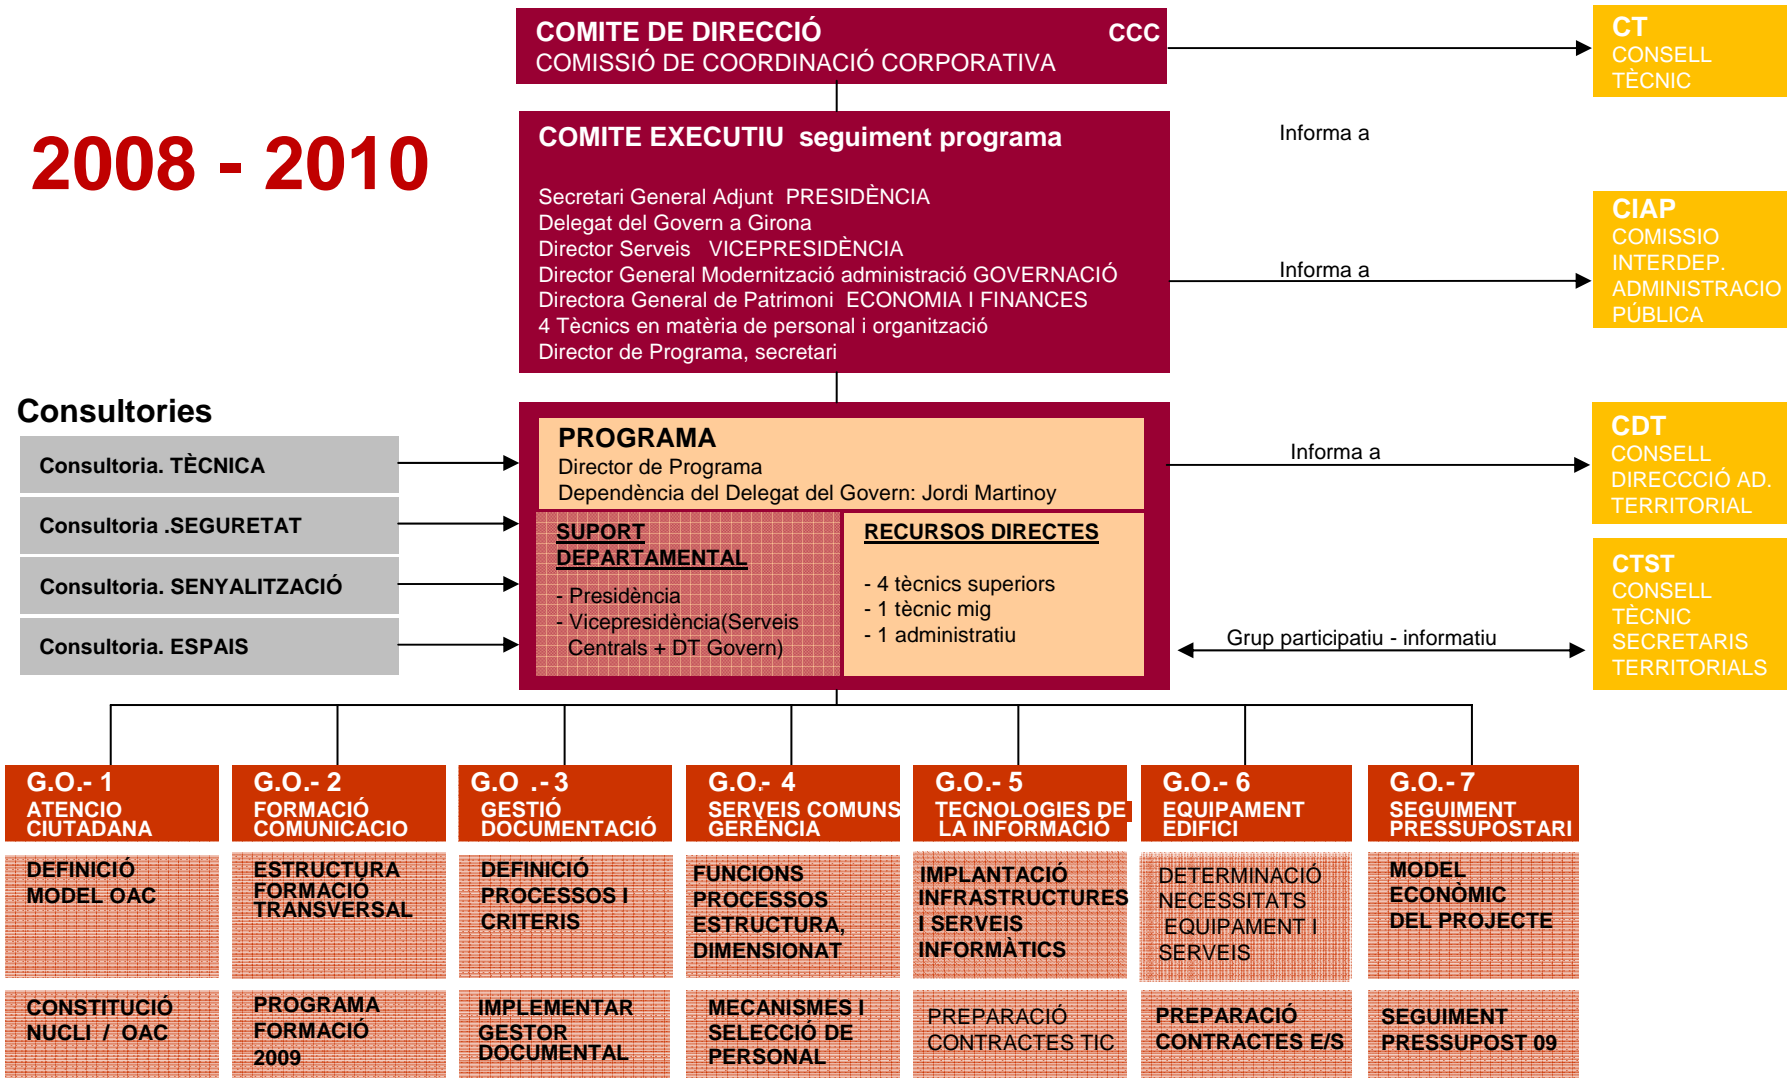 COMITE DE DIRECCIÓ CCC
COMISSIÓ DE COORDINACIÓ CORPORATIVA
CT
CONSELL
TÈCNIC
2008 - 2010
COMITE EXECUTIU seguiment programa
Secretari General Adjunt PRESIDÈNCIA
Delegat del Govern a Girona
Director Serveis VICEPRESIDÈNCIA
Director General Modernització administració GOVERNACIÓ
Directora General de Patrimoni ECONOMIA I FINANCES
4 Tècnics en matèria de personal i organització
Director de Programa, secretari
Informa a
Informa a
CIAP
COMISSIO
INTERDEP.
ADMINISTRACIO
PÚBLICA
Consultories
Consultoria. TÈCNICA
Consultoria .SEGURETAT
Consultoria. SENYALITZACIÓ
Consultoria. ESPAIS
PROGRAMA
Director de Programa
Dependència del Delegat del Govern: Jordi Martinoy
SUPORT
DEPARTAMENTAL
- Presidència
- Vicepresidència(Serveis
Centrals + DT Govern)
RECURSOS DIRECTES
- 4 tècnics superiors
- 1 tècnic mig
- 1 administratiu
Informa a
CDT
CONSELL
DIRECCCIÓ AD.
TERRITORIAL
Grup participatiu - informatiu
CTST
CONSELL
TÈCNIC
SECRETARIS
TERRITORIALS
G.O.- 1
ATENCIO
CIUTADANA
DEFINICIÓ
MODEL OAC
CONSTITUCIÓ
NUCLI / OAC
G.O.- 2
FORMACIÓ
COMUNICACIO
ESTRUCTURA
FORMACIÓ
TRANSVERSAL
PROGRAMA
FORMACIÓ
2009
G.O .- 3
GESTIÓ
DOCUMENTACIÓ
DEFINICIÓ
PROCESSOS I
CRITERIS
IMPLEMENTAR
GESTOR
DOCUMENTAL
G.O.- 4
SERVEIS COMUNS
GERÈNCIA
FUNCIONS
PROCESSOS
ESTRUCTURA,
DIMENSIONAT
MECANISMES I
SELECCIÓ DE
PERSONAL
G.O.- 5
TECNOLOGIES DE
LA INFORMACIÓ
IMPLANTACIÓ
INFRASTRUCTURES
I SERVEIS
INFORMÀTICS
PREPARACIÓ
CONTRACTES TIC
G.O.- 6
EQUIPAMENT
EDIFICI
DETERMINACIÓ
NECESSITATS
EQUIPAMENT I
SERVEIS
PREPARACIÓ
CONTRACTES E/S
G.O.- 7
SEGUIMENT
PRESSUPOSTARI
MODEL
ECONÒMIC
DEL PROJECTE
SEGUIMENT
PRESSUPOST 09